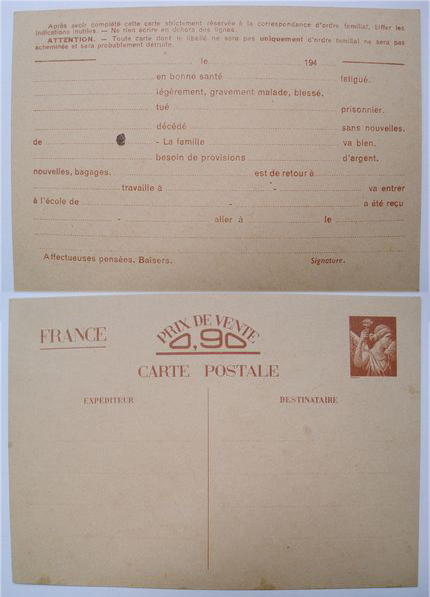 Après avoir complété cette carte strictement réservée à la correspondance d'ordre familial, biffer les
indications inutiles. — Ne rien écrire en dehors des lignes.
ATTENTION. — Toute carte dont le libellé ne sera pas uniquement d'ordre familial ne sera pas
acheminée et sera probablement détruite.
le 194
en bonne santé fatigué.
légèrement, gravement malade, blessé.
tué prisonnier.
décédé sans nouvelles.
de - La famille va bien.
besoin de provisions d'argent.
nouvelles, bagages. est de retour à
travaille à - va entrer
à l'école de - a été reçu
- aller à le
Affectueuses pensées. Baisers. Signature.
FRANCE
PRIX DE VENTE
0,90
CARTE POSTALE
EXPÉDITEUR DESTINATAIRE